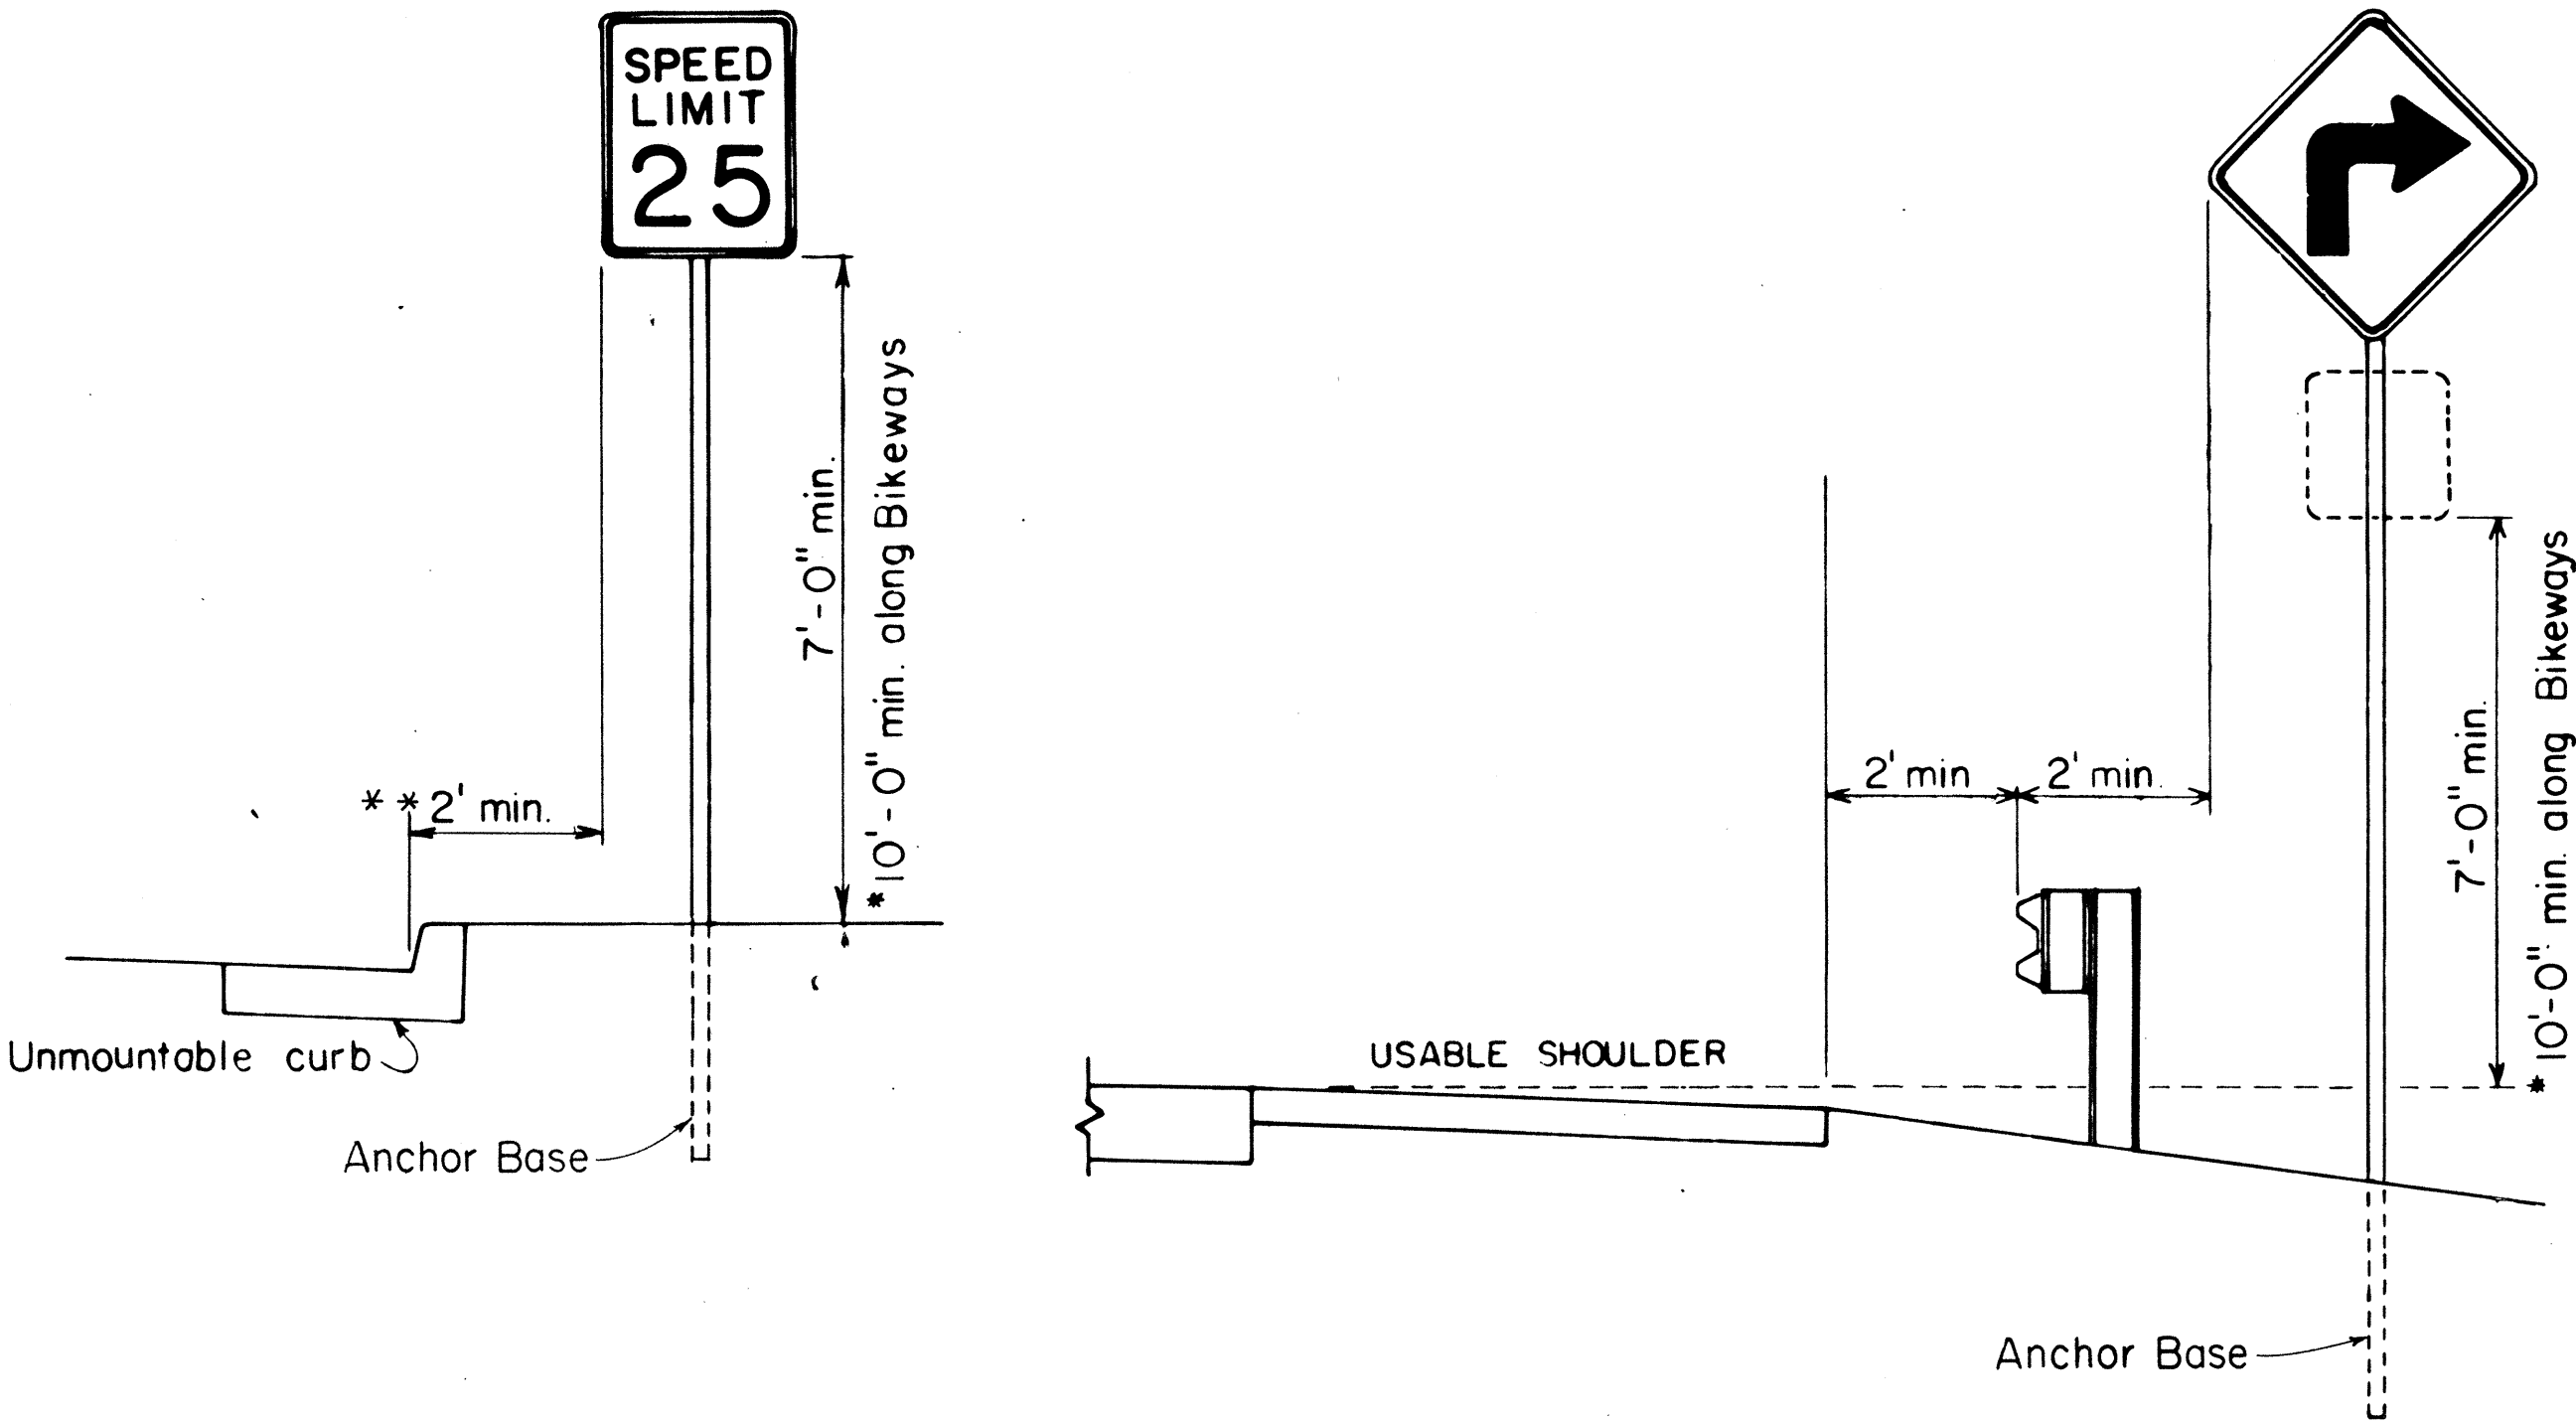 SPEED
LIMIT
25
7'-0" min.
*10'-0" min. along Bikeways
**2' min.
Unmountable curb
Anchor Base
2' min
2' min.
7'-0" min.
*10'-0" min. along Bikeways
USABLE SHOULDER
Anchor Base